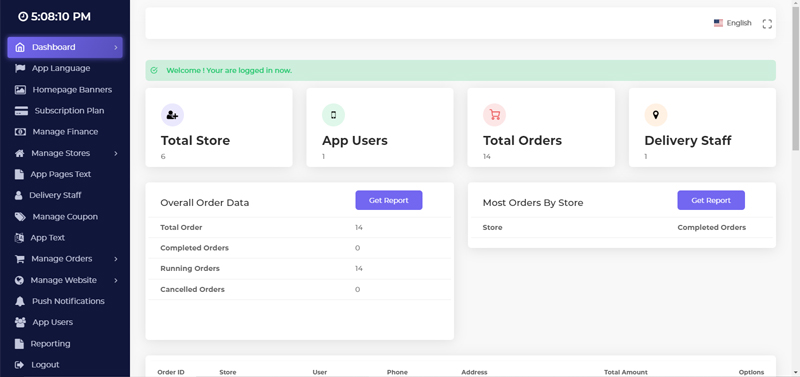 5:08:10 PM
Dashboard
App Language
Homepage Banners
Subscription Plan
Manage Finance
Manage Stores
App Pages Text
Delivery Staff
Manage Coupon
App Text
Manage Orders
Manage Website
Push Notifications
App Users
Reporting
Logout
English
Welcome ! Your are logged in now.
Total Store
6
App Users
1
Total Orders
14
Delivery Staff
1
Overall Order Data Get Report
Total Order 14
Completed Orders 0
Running Orders 14
Cancelled Orders 0
Most Orders By Store Get Report
Store Completed Orders
Order ID Store User Phone Address Total Amount Options